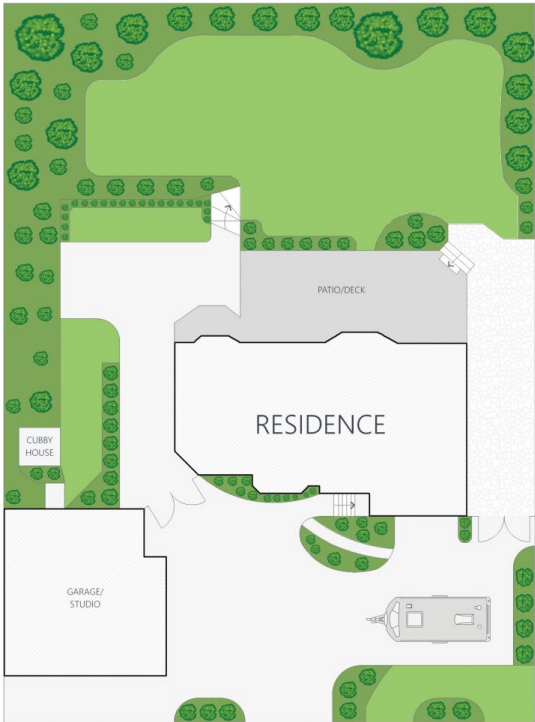 PATIO/DECK
RESIDENCE
CUBBY
HOUSE
GARAGE/
STUDIO